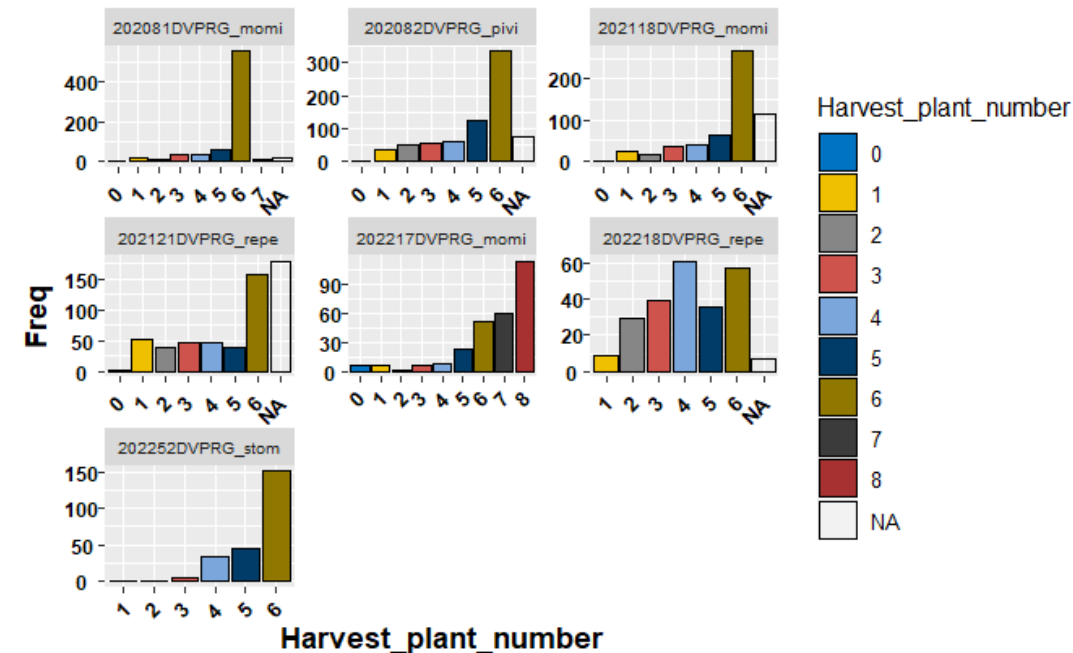 202081DVPRG_momi
202082DVPRG_pivi
202118DVPRG_momi
400
200
0
300
200
100
0
200
100
0
0 1 2 3 4 5 6 7 NA
0 1 2 3 4 5 6 NA
0 1 2 3 4 5 6 NA
202121DVPRG_repe
202217DVPRG_momi
202218DVPRG_repe
150
100
50
0
90
60
30
0
60
40
20
0
0 1 2 3 4 5 6 NA
0 1 2 3 4 5 6 7 8
1 2 3 4 5 6 NA
202252DVPRG_stom
150
100
50
0
1 2 3 4 5 6
Freq
Harvest_plant_number
Harvest_plant_number
0
1
2
3
4
5
6
7
8
NA